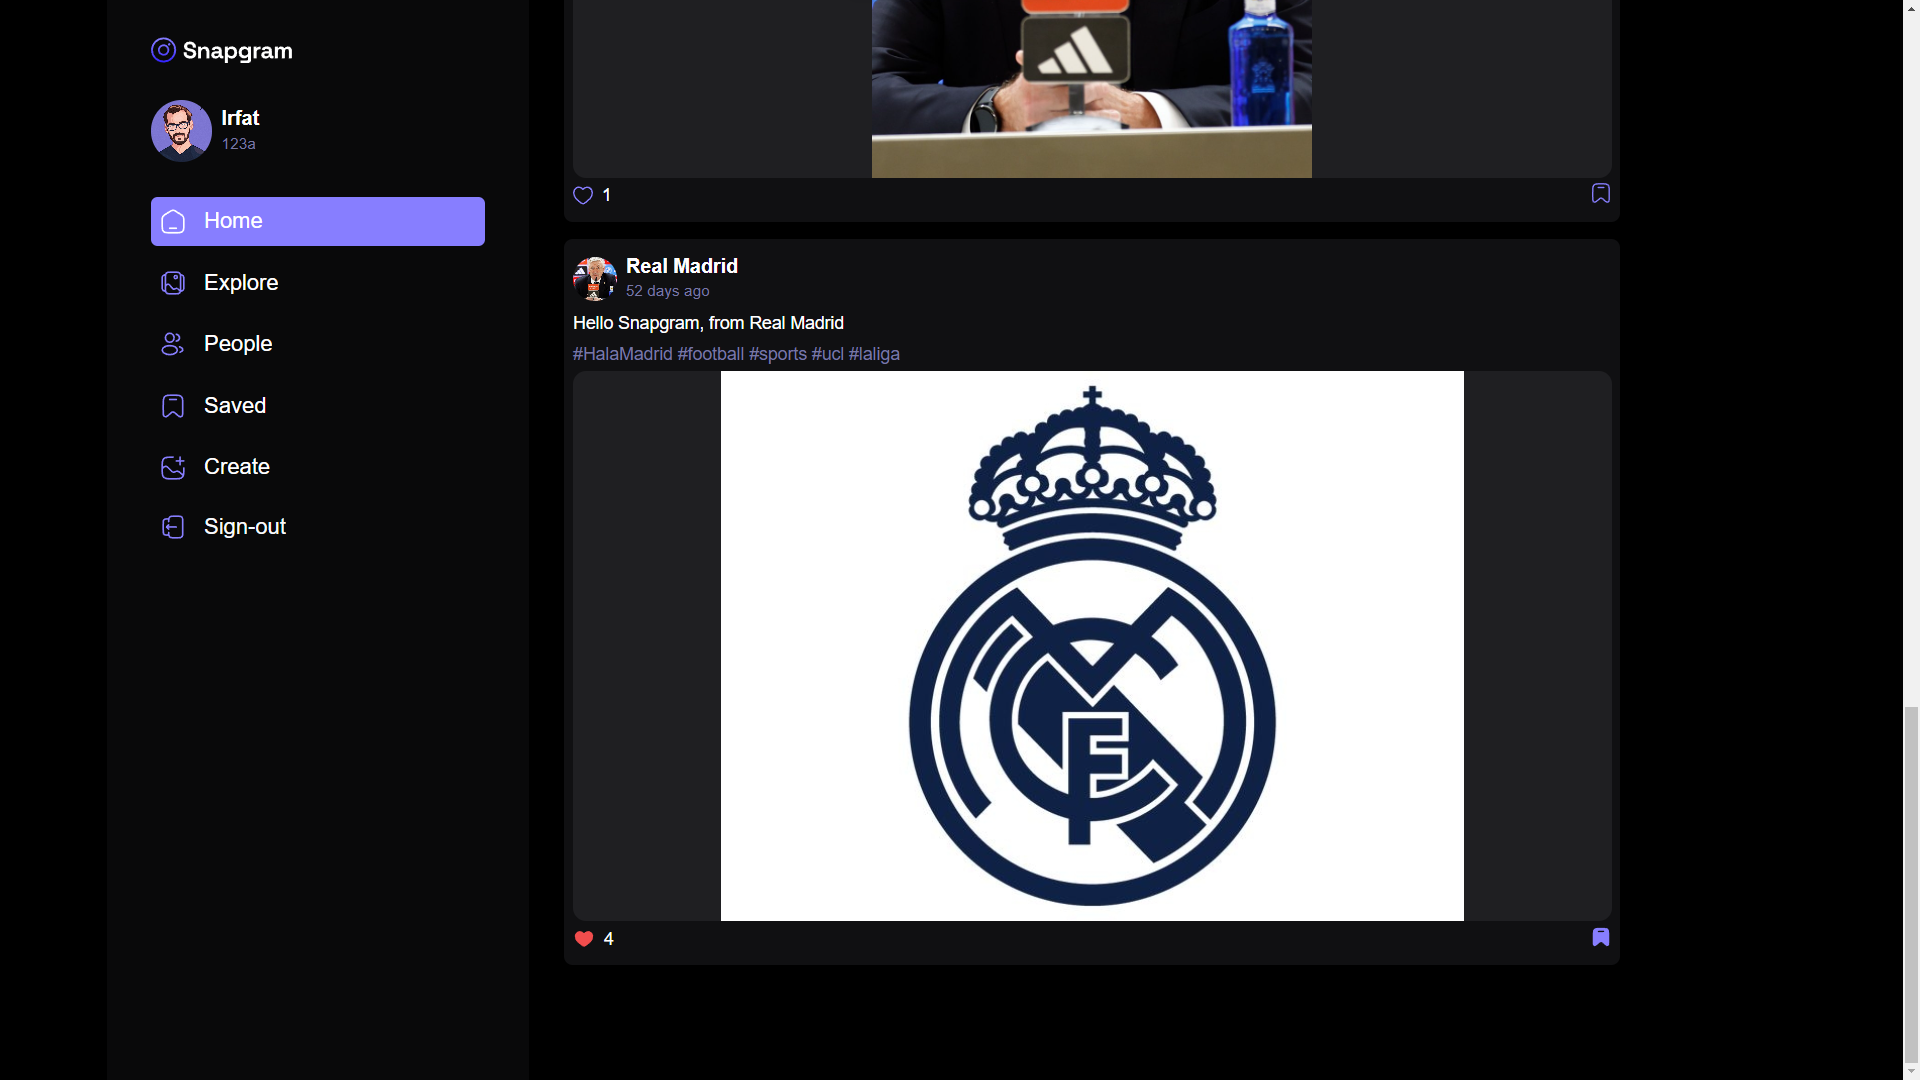 Snapgram
Irfat
123a
Home
Explore
People
Saved
Create
Sign-out
1
Real Madrid
52 days ago
Hello Snapgram, from Real Madrid
#HalaMadrid #football #sports #ucl #laliga
4